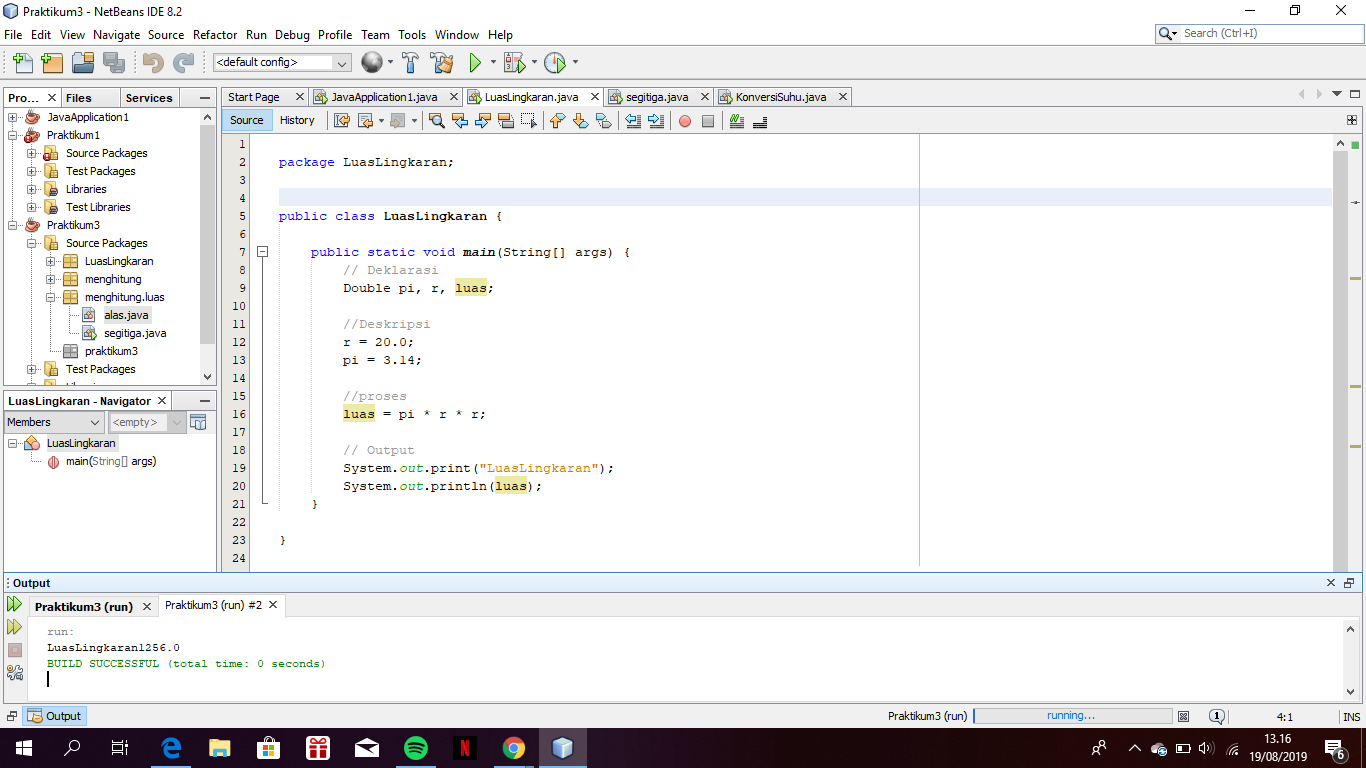 Praktikum3 - NetBeans IDE 8.2
File Edit View Navigate Source Refactor Run Debug Profile Team Tools Window Help
Search (Ctrl+I)
<default config>
Pro... Files Services
JavaApplication1
Praktikum1
Source Packages
Test Packages
Libraries
Test Libraries
Praktikum3
Source Packages
LuasLingkaran
menghitung
menghitung.luas
alas.java
segitiga.java
praktikum3
Test Packages
LuasLingkaran - Navigator
Members <empty>
LuasLingkaran
main(String[] args)
Start Page JavaApplication1.java LuasLingkaran.java segitiga.java KonversiSuhu.java
Source History
1
2 package LuasLingkaran;
3
4
5 public class LuasLingkaran {
6
7 public static void main(String[] args) {
8 // Deklarasi
9 Double pi, r, luas;
10
11 //Deskripsi
12 r = 20.0;
13 pi = 3.14;
14
15 //proses
16 luas = pi * r * r;
17
18 // Output
19 System.out.print("LuasLingkaran");
20 System.out.println(luas);
21 }
22
23 }
24
Output
Praktikum3 (run) Praktikum3 (run) #2
run:
LuasLingkaran1256.0
BUILD SUCCESSFUL (total time: 0 seconds)
Output
Praktikum3 (run) running... 1 4:1 INS
13.16
19/08/2019
6